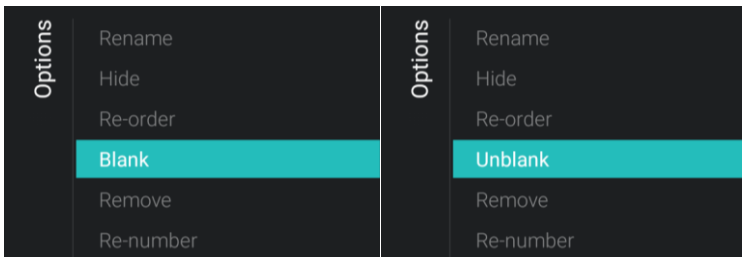 Options
Rename
Hide
Re-order
Blank
Remove
Re-number
Options
Rename
Hide
Re-order
Unblank
Remove
Re-number